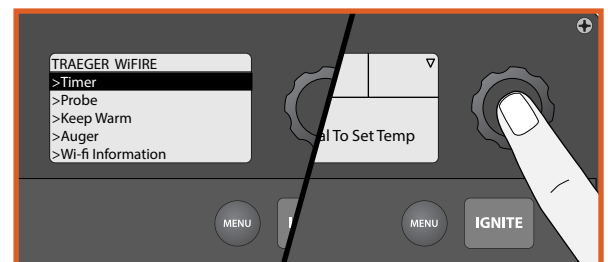 TRAEGER WiFIRE
>Timer
>Probe
>Keep Warm
>Auger
>Wi-fi Information
MENU
al To Set Temp
MENU
IGNITE